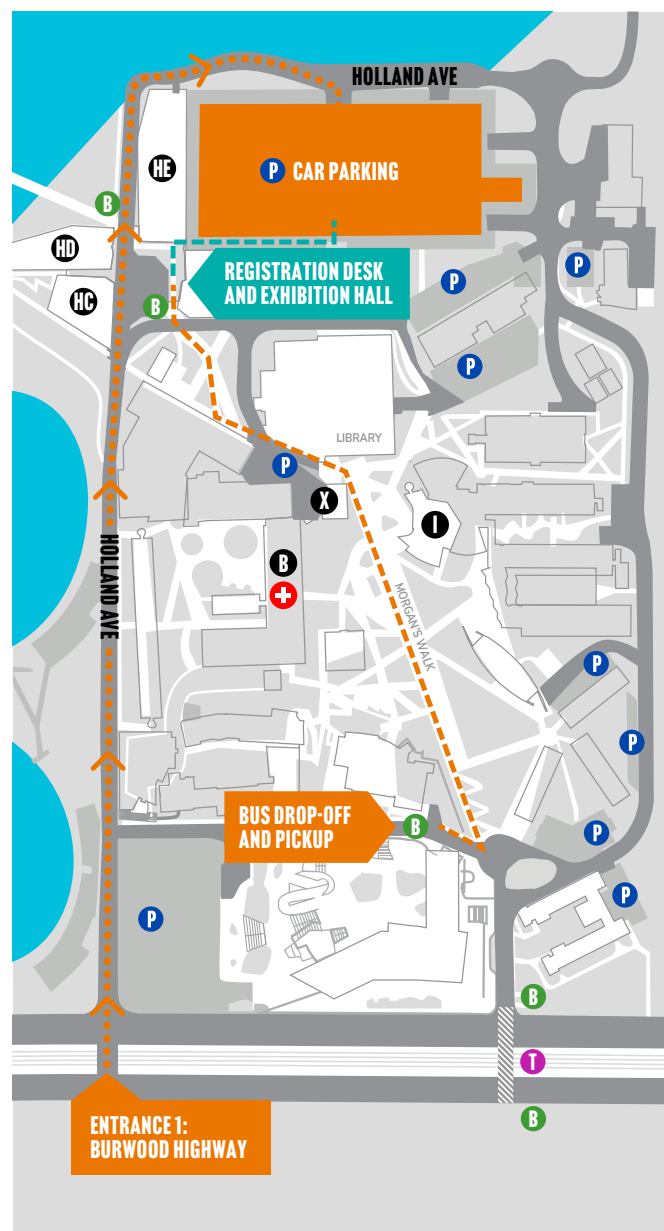 HOLLAND AVE
HE
P CAR PARKING
B
HD
REGISTRATION DESK
AND EXHIBITION HALL
P
P
HC
B
P
LIBRARY
P
X
I
B
HOLLAND AVE
MORGAN'S WALK
P
P
BUS DROP-OFF
AND PICKUP
B
P
P
P
B
T
B
ENTRANCE 1:
BURWOOD HIGHWAY